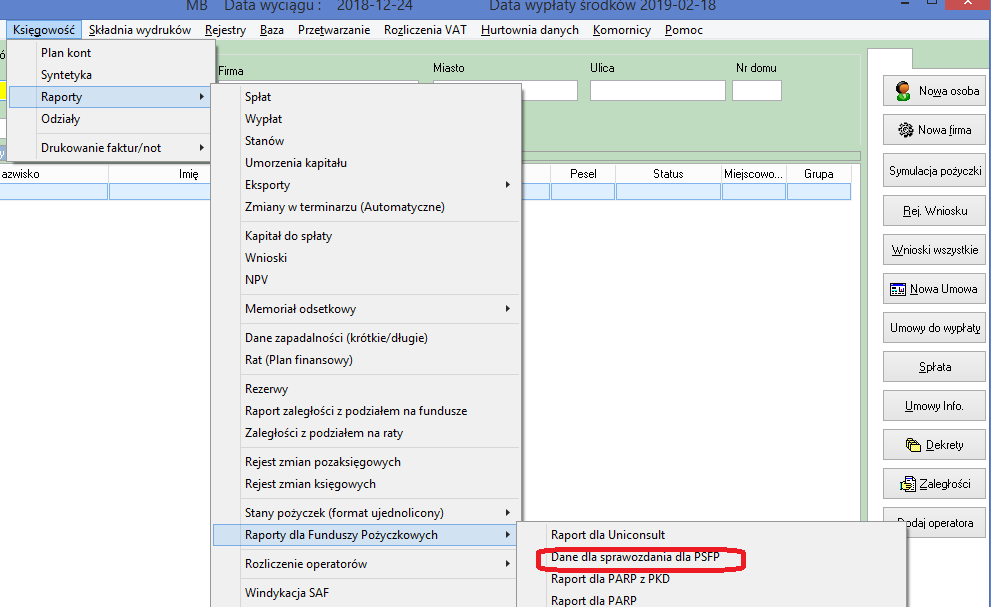 MB Data wyciągu : 2018-12-24 Data wypłaty środków 2019-02-18
Księgowość Składnia wydruków Rejestry Baza Przetwarzanie Rozliczenia VAT Hurtownia danych Komornicy Pomoc
Plan kont
Syntetyka
Raporty
Odziały
Drukowanie faktur/not
Firma Miasto Ulica Nr domu
azwisko Imię Pesel Status Miejscowo... Grupa
Spłat
Wypłat
Stanów
Umorzenia kapitału
Eksporty
Zmiany w terminarzu (Automatyczne)
Kapitał do spłaty
Wnioski
NPV
Memoriał odsetkowy
Dane zapadalności (krótkie/długie)
Rat (Plan finansowy)
Rezerwy
Raport zaległości z podziałem na fundusze
Zaległości z podziałem na raty
Rejest zmian pozaksięgowych
Rejest zmian księgowych
Stany pożyczek (format ujednolicony)
Raporty dla Funduszy Pożyczkowych
Rozliczenie operatorów
Windykacja SAF
Raport dla Uniconsult
Dane dla sprawozdania dla PSFP
Raport dla PARP z PKD
Raport dla PARP
Nowa osoba
Nowa firma
Symulacja pożyczki
Rej. Wniosku
Wnioski wszystkie
Nowa Umowa
Umowy do wypłaty
Spłata
Umowy Info.
Dekrety
Zaległości
Dodaj operatora